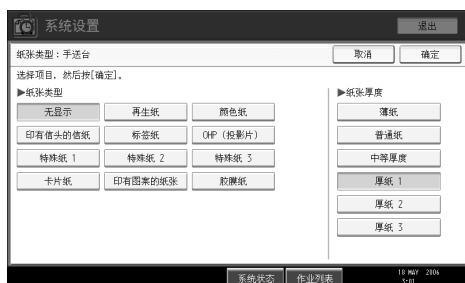 系统设置
退出
纸张类型：手送台
取消
确定
选择项目，然后按[确定]。
▶纸张类型
▶纸张厚度
无显示
再生纸
颜色纸
薄纸
印有信头的信纸
标签纸
OHP (投影片)
普通纸
特殊纸 1
特殊纸 2
特殊纸 3
中等厚度
卡片纸
印有图案的纸张
胶膜纸
厚纸 1
厚纸 2
厚纸 3
系统状态
作业列表
18 MAY 2006
5:01